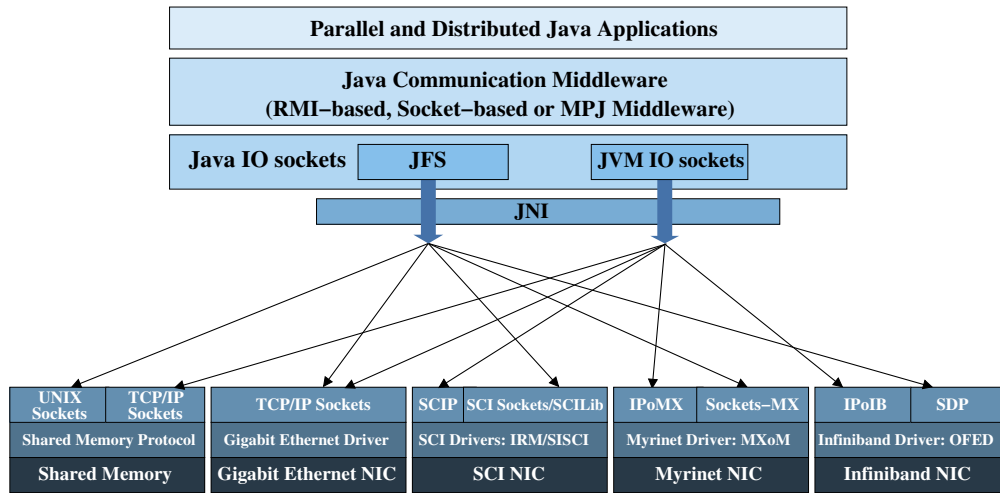 Parallel and Distributed Java Applications
Java Communication Middleware
(RMI−based, Socket−based or MPJ Middleware)
Java IO sockets
JFS
JVM IO sockets
JNI
UNIX
Sockets
TCP/IP
Sockets
Shared Memory Protocol
Shared Memory
TCP/IP Sockets
Gigabit Ethernet Driver
Gigabit Ethernet NIC
SCIP
SCI Sockets/SCILib
SCI Drivers: IRM/SISCI
SCI NIC
IPoMX
Sockets−MX
Myrinet Driver: MXoM
Myrinet NIC
IPoIB
SDP
Infiniband Driver: OFED
Infiniband NIC